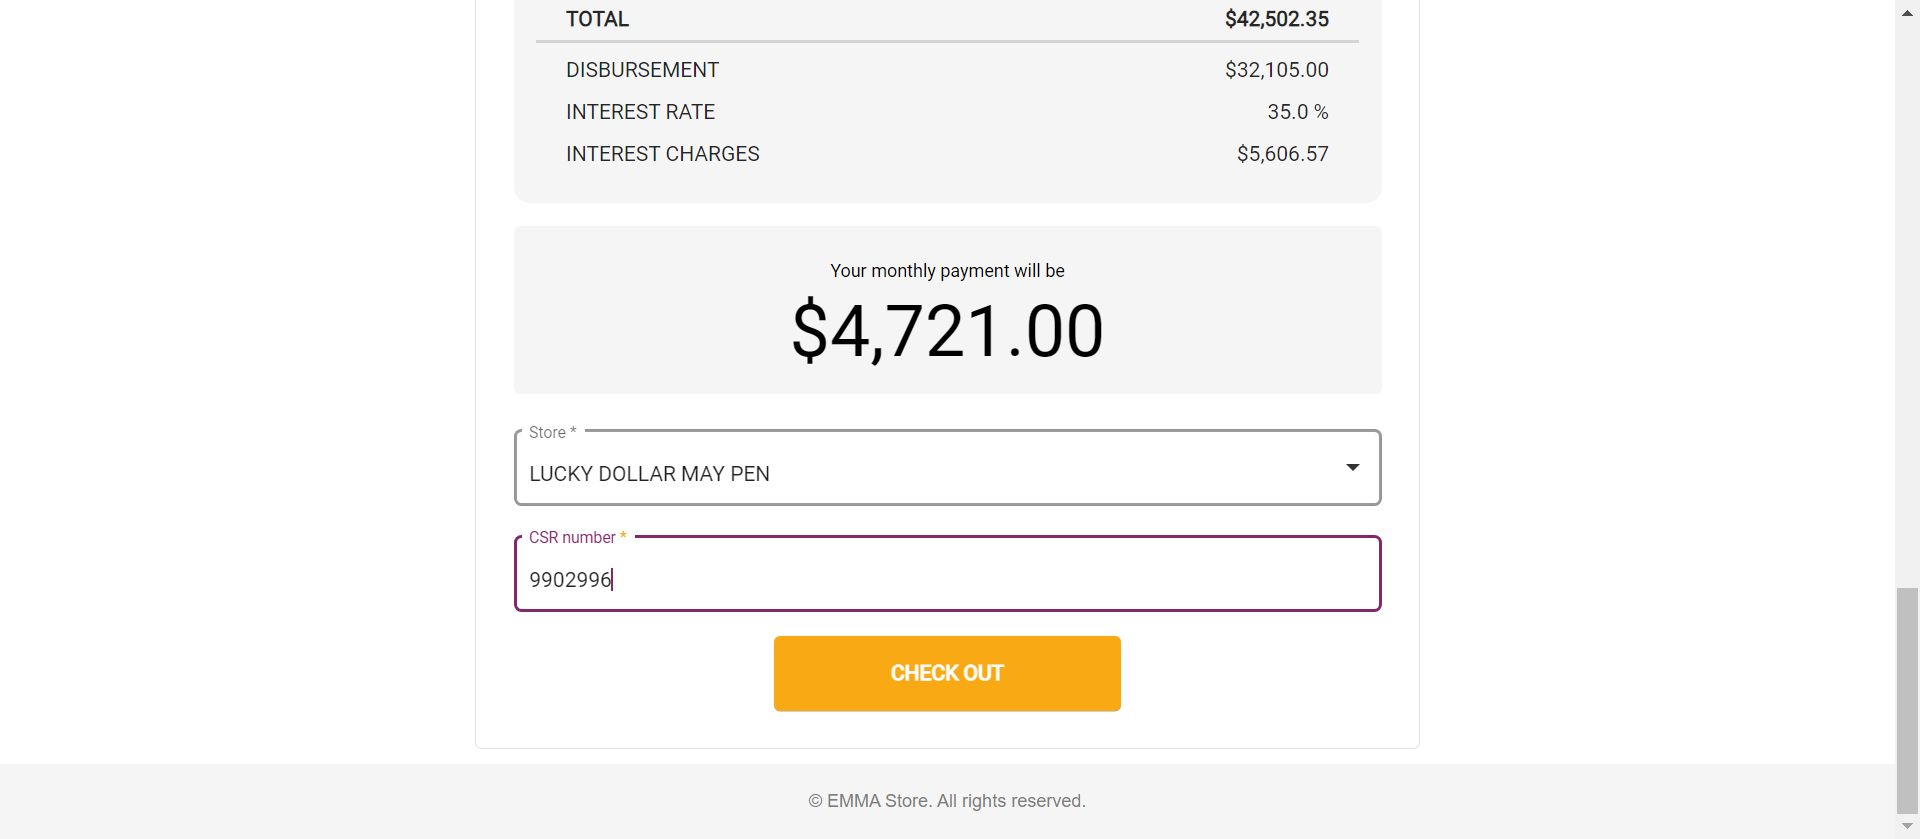 TOTAL $42,502.35
DISBURSEMENT $32,105.00
INTEREST RATE 35.0 %
INTEREST CHARGES $5,606.57
Your monthly payment will be
$4,721.00
Store *
LUCKY DOLLAR MAY PEN
CSR number *
9902996
CHECK OUT
© EMMA Store. All rights reserved.